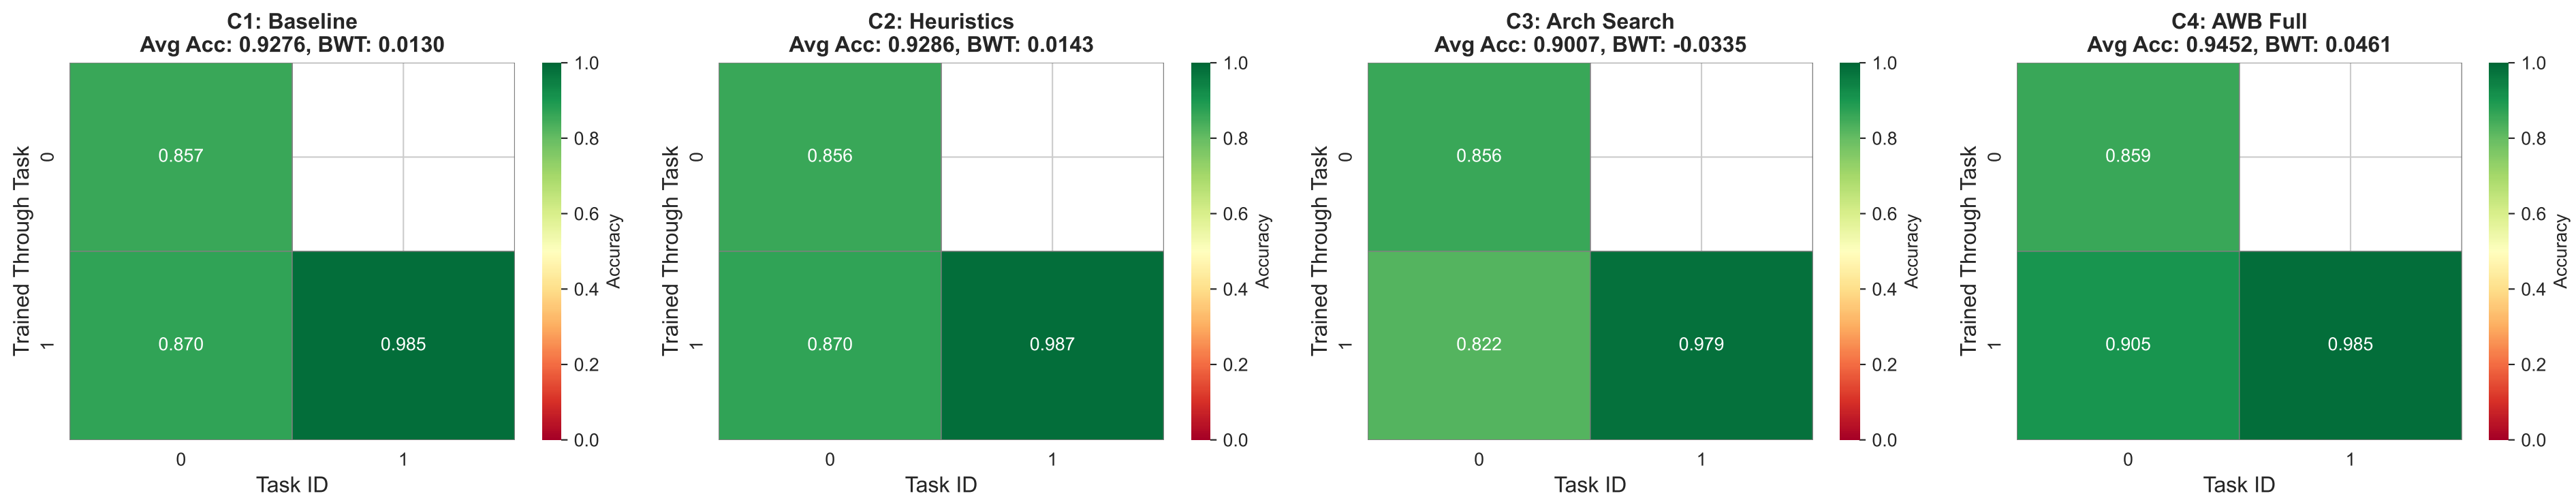 C1: Baseline
Avg Acc: 0.9276, BWT: 0.0130
Trained Through Task
0
1
0.857
0.870
0.985
0
1
Task ID
1.0
0.8
0.6
0.4
0.2
0.0
Accuracy
C2: Heuristics
Avg Acc: 0.9286, BWT: 0.0143
Trained Through Task
0
1
0.856
0.870
0.987
0
1
Task ID
1.0
0.8
0.6
0.4
0.2
0.0
Accuracy
C3: Arch Search
Avg Acc: 0.9007, BWT: -0.0335
Trained Through Task
0
1
0.856
0.822
0.979
0
1
Task ID
1.0
0.8
0.6
0.4
0.2
0.0
Accuracy
C4: AWB Full
Avg Acc: 0.9452, BWT: 0.0461
Trained Through Task
0
1
0.859
0.905
0.985
0
1
Task ID
1.0
0.8
0.6
0.4
0.2
0.0
Accuracy